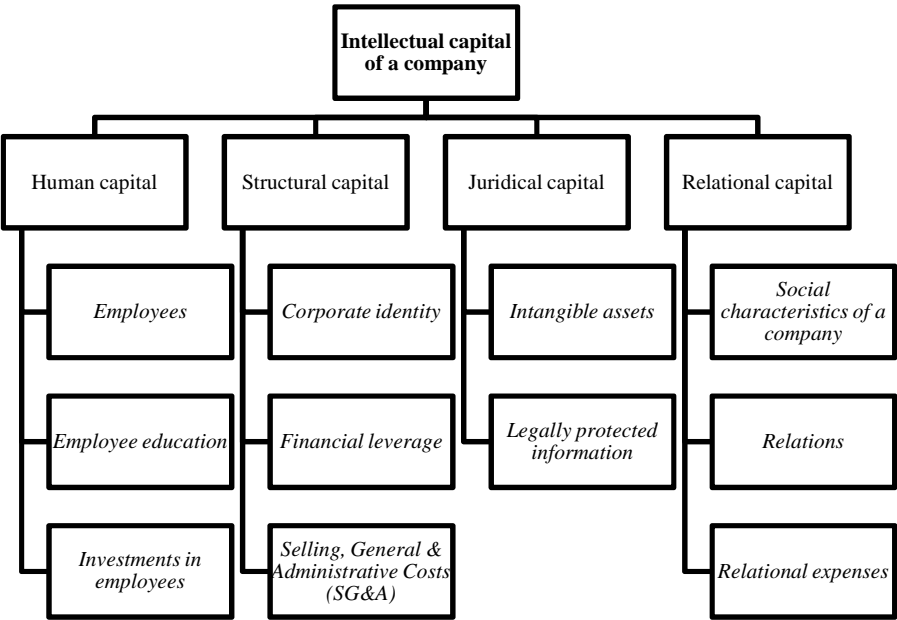 Intellectual capital
of a company
Human capital
Structural capital
Juridical capital
Relational capital
Employees
Corporate identity
Intangible assets
Social
characteristics of a
company
Employee education
Financial leverage
Legally protected
information
Relations
Investments in
employees
Selling, General &
Administrative Costs
(SG&A)
Relational expenses